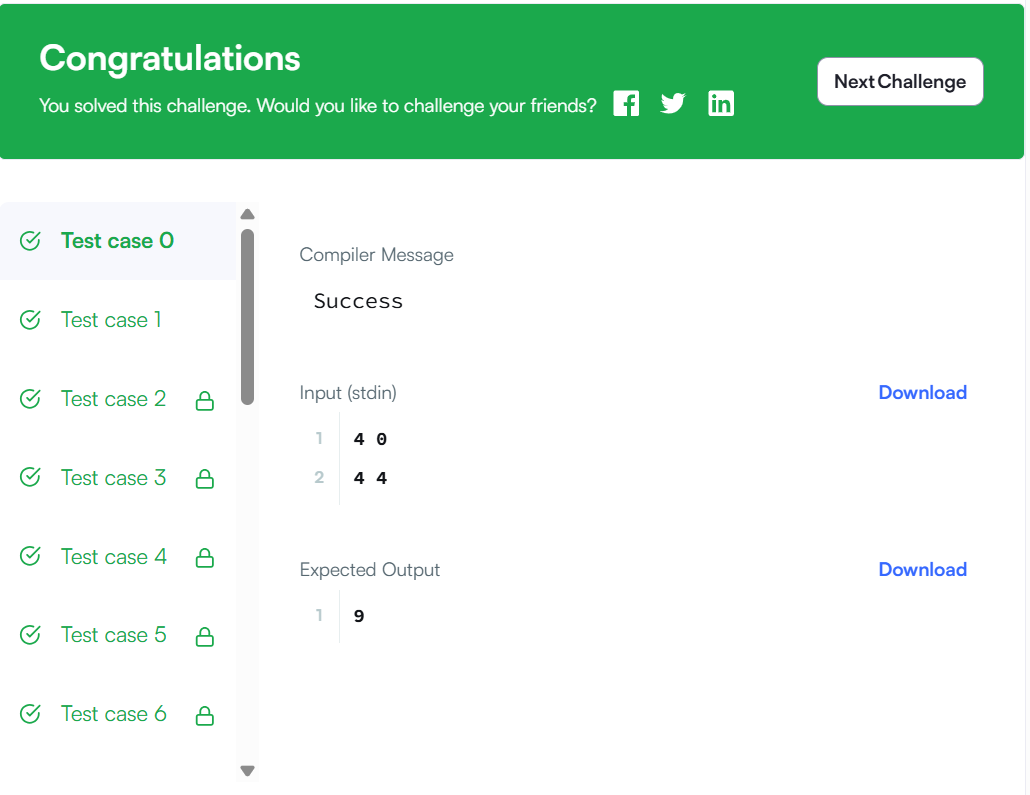 Congratulations
You solved this challenge. Would you like to challenge your friends?
Next Challenge
Test case 0
Test case 1
Test case 2
Test case 3
Test case 4
Test case 5
Test case 6
Compiler Message
Success
Input (stdin)
Download
1 4 0
2 4 4
Expected Output
Download
1 9